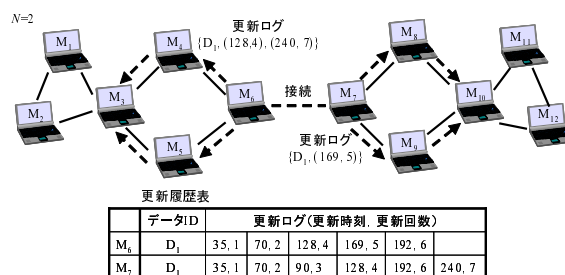 N=2
更新ログ
{D1, (128,4), (240, 7)}
M1
M4
M8
M11
接続
M2
M3
M6
M7
M10
M12
M5
M9
更新ログ
{D1, (169, 5)}
更新履歴表
データID 更新ログ(更新時刻, 更新回数)
M6 D1 35, 1 70, 2 128, 4 169, 5 192, 6
M7 D1 35, 1 70, 2 90, 3 128, 4 192, 6 240, 7